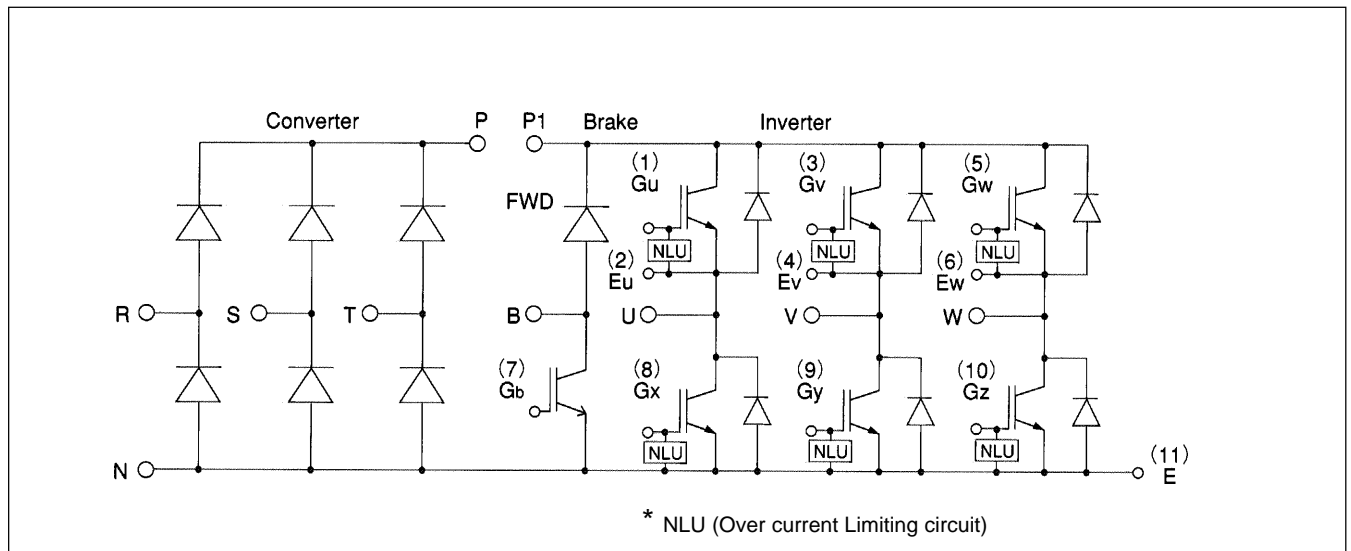 Converter P P1 Brake Inverter
(1) (3) (5)
Gu Gv Gw
FWD
NLU NLU NLU
(2) (4) (6)
Eu Ev Ew
R S T B U V W
(7) (8) (9) (10)
Gb Gx Gy Gz
NLU NLU NLU
(11)
N E
* NLU (Over current Limiting circuit)